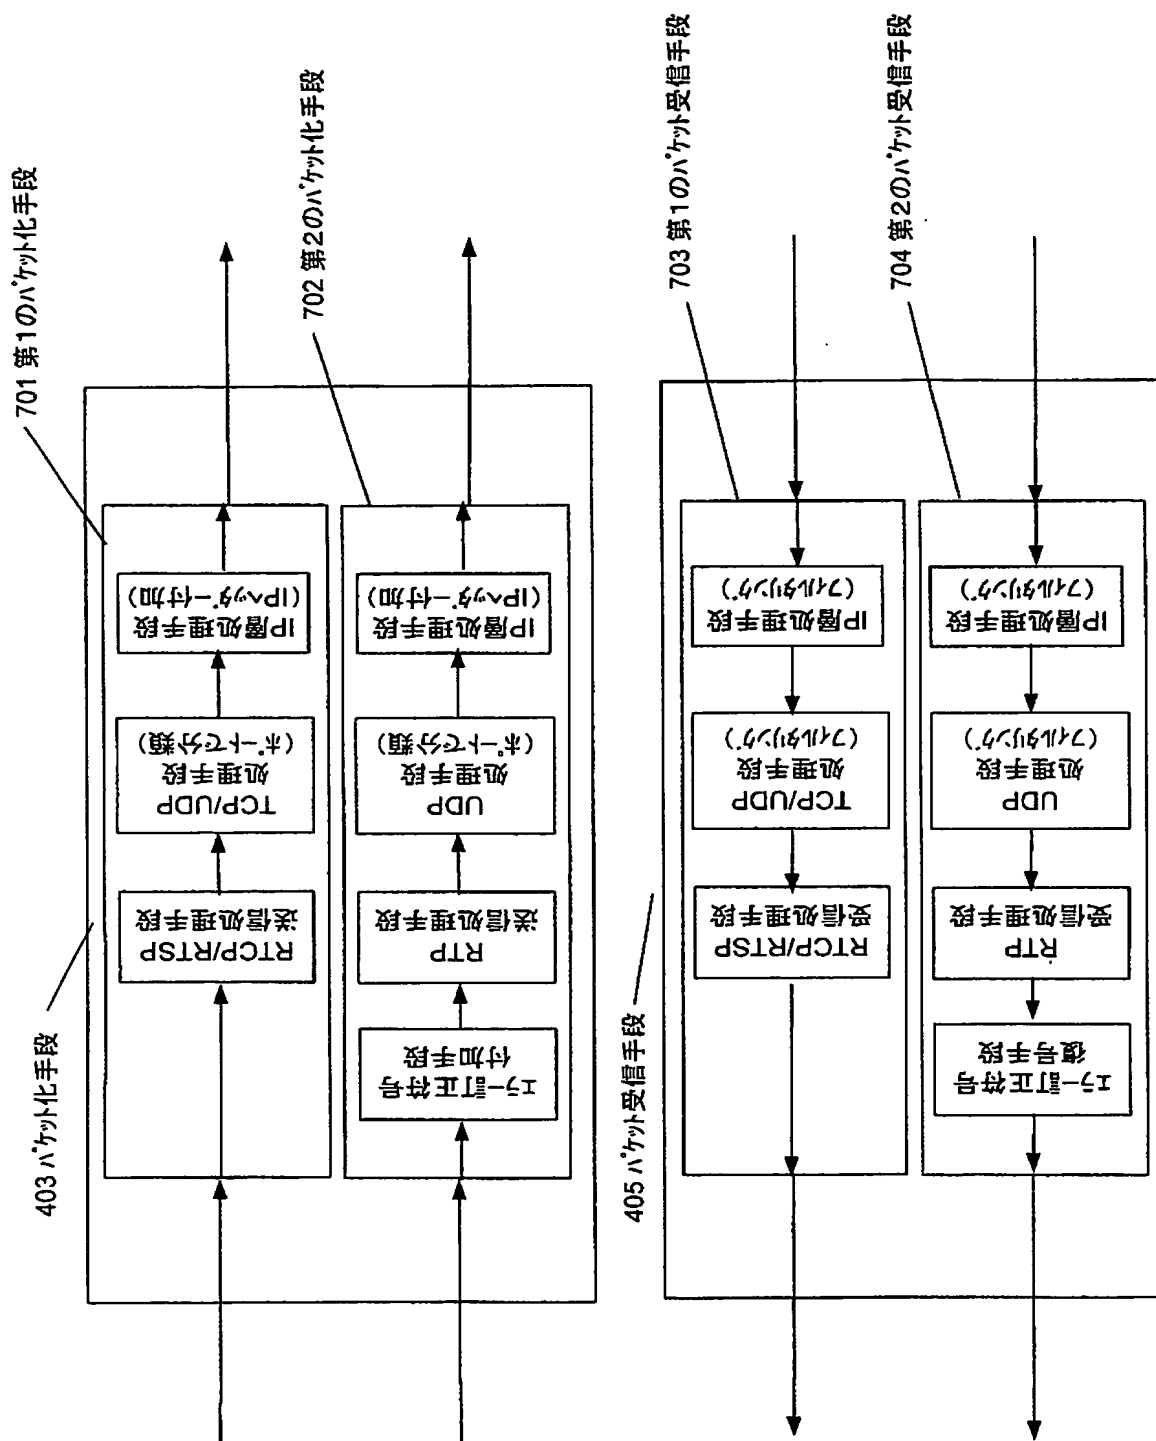 403 パケット化手段
701 第1のパケット化手段
RTCP/RTSP
送信処理手段
TCP/UDP
処理手段
(ポートで分類)
IP層処理手段
(IPヘッダー付加)
702 第2のパケット化手段
エラー訂正符号
付加手段
RTP
送信処理手段
UDP
処理手段
(ポートで分類)
IP層処理手段
(IPヘッダー付加)
405 パケット受信手段
703 第1のパケット受信手段
RTCP/RTSP
受信処理手段
TCP/UDP
処理手段
(フィルタリング)
IP層処理手段
(フィルタリング)
704 第2のパケット受信手段
エラー訂正符号
復号手段
RTP
受信処理手段
UDP
処理手段
(フィルタリング)
IP層処理手段
(フィルタリング)